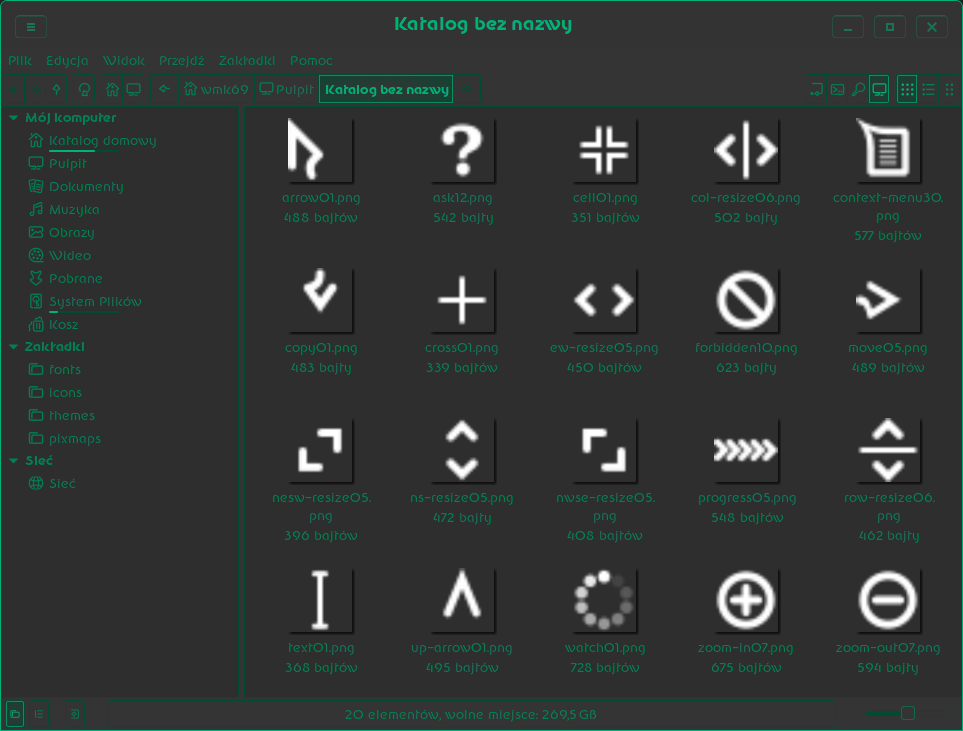 Katalog bez nazwy
Plik Edycja Widok Przejdź Zakładki Pomoc
wmk69 Pulpit Katalog bez nazwy
Mój komputer
Katalog domowy
Pulpit
Dokumenty
Muzyka
Obrazy
Wideo
Pobrane
System Plików
Kosz
Zakładki
fonts
icons
themes
pixmaps
Sieć
Sieć
arrow01.png
488 bajtów
ask12.png
542 bajty
cell01.png
351 bajtów
col-resize06.png
502 bajty
context-menu30.
png
577 bajtów
copy01.png
483 bajty
cross01.png
339 bajtów
ew-resize05.png
450 bajtów
forbidden10.png
623 bajty
move05.png
489 bajtów
nesw-resize05.
png
396 bajtów
ns-resize05.png
472 bajty
nwse-resize05.
png
408 bajtów
progress05.png
548 bajtów
row-resize06.
png
462 bajty
text01.png
368 bajtów
up-arrow01.png
495 bajtów
watch01.png
728 bajtów
zoom-in07.png
675 bajtów
zoom-out07.png
594 bajty
20 elementów, wolne miejsce: 269,5 GB